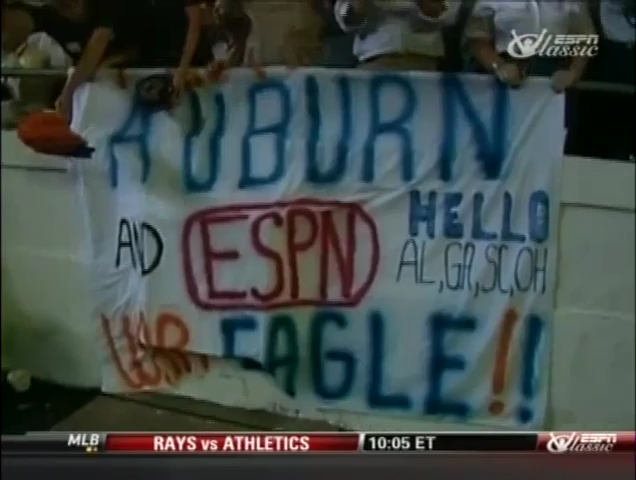 ESPN
Classic
AUBURN
AND ESPN HELLO
AL,GA,SC,OH
WAR EAGLE!!
MLB RAYS vs ATHLETICS 10:05 ET ESPN Classic